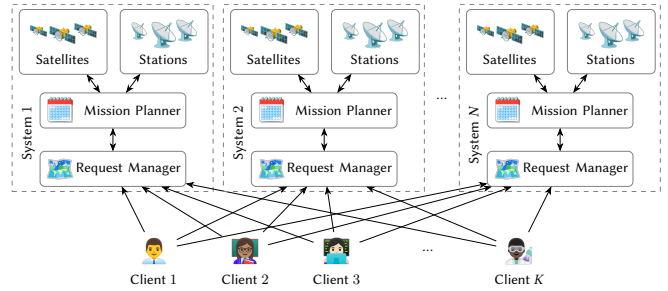 Satellites
Stations
Mission Planner
Request Manager
System 1
Satellites
Stations
Mission Planner
Request Manager
System 2
...
Satellites
Stations
Mission Planner
Request Manager
System N
...
Client 1
Client 2
Client 3
Client K